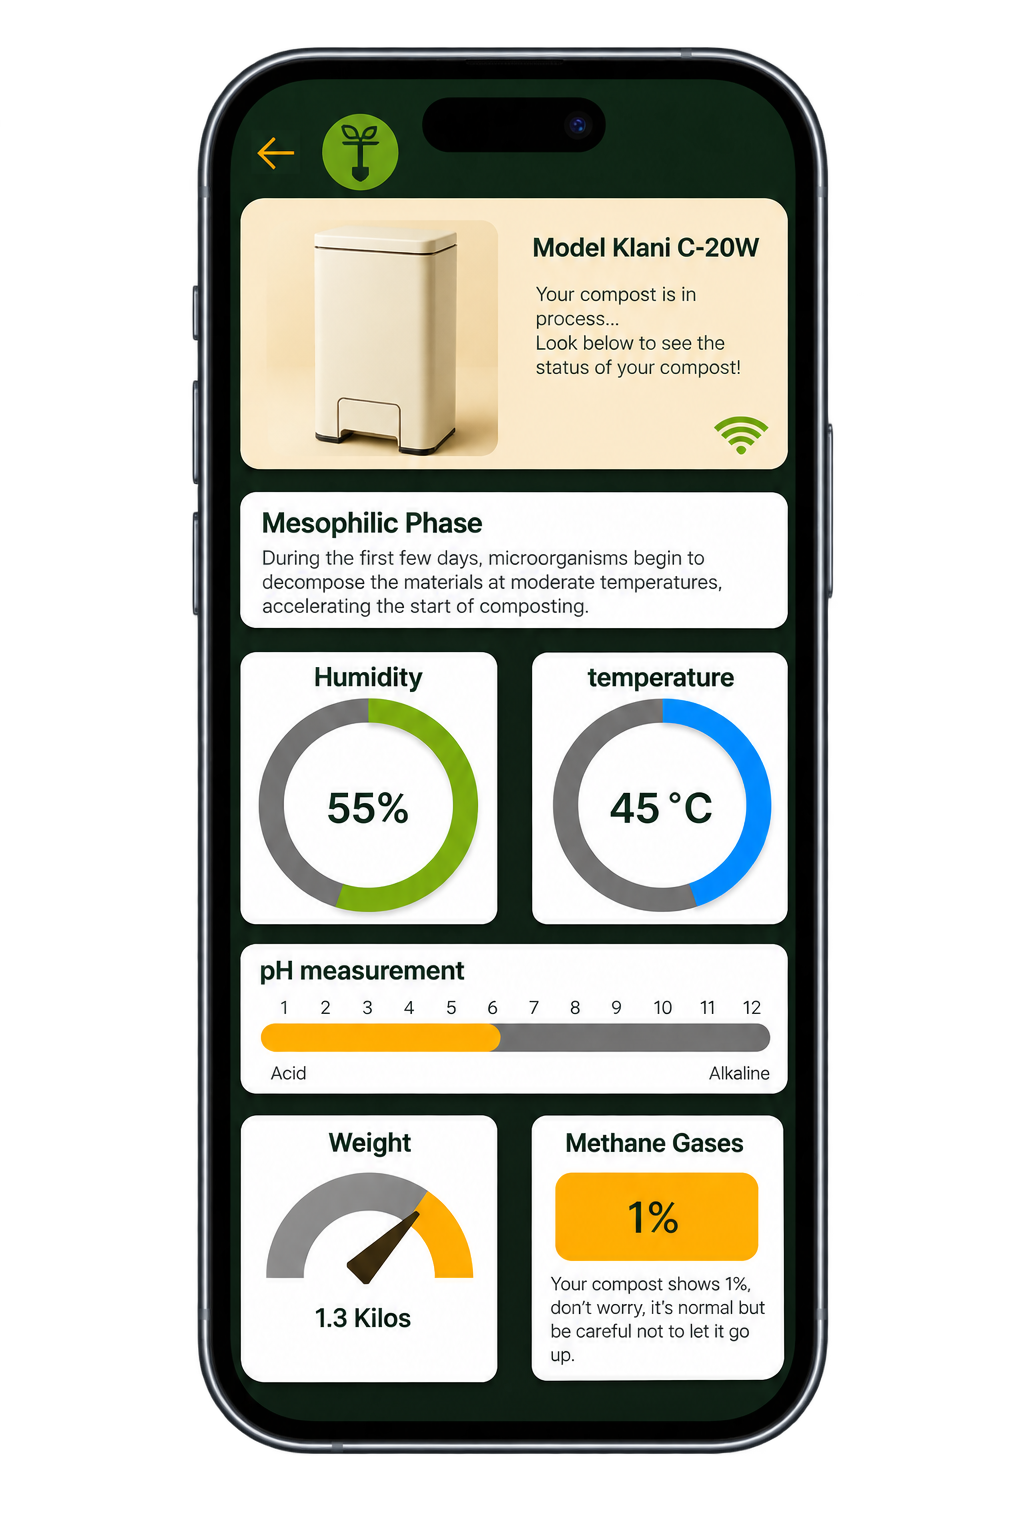 Model Klani C-20W
Your compost is in
process...
Look below to see the
status of your compost!
Mesophilic Phase
During the first few days, microorganisms begin to
decompose the materials at moderate temperatures,
accelerating the start of composting.
Humidity
55%
temperature
45 °C
pH measurement
1 2 3 4 5 6 7 8 9 10 11 12
Acid
Alkaline
Weight
1.3 Kilos
Methane Gases
1%
Your compost shows 1%,
don't worry, it's normal but
be careful not to let it go
up.